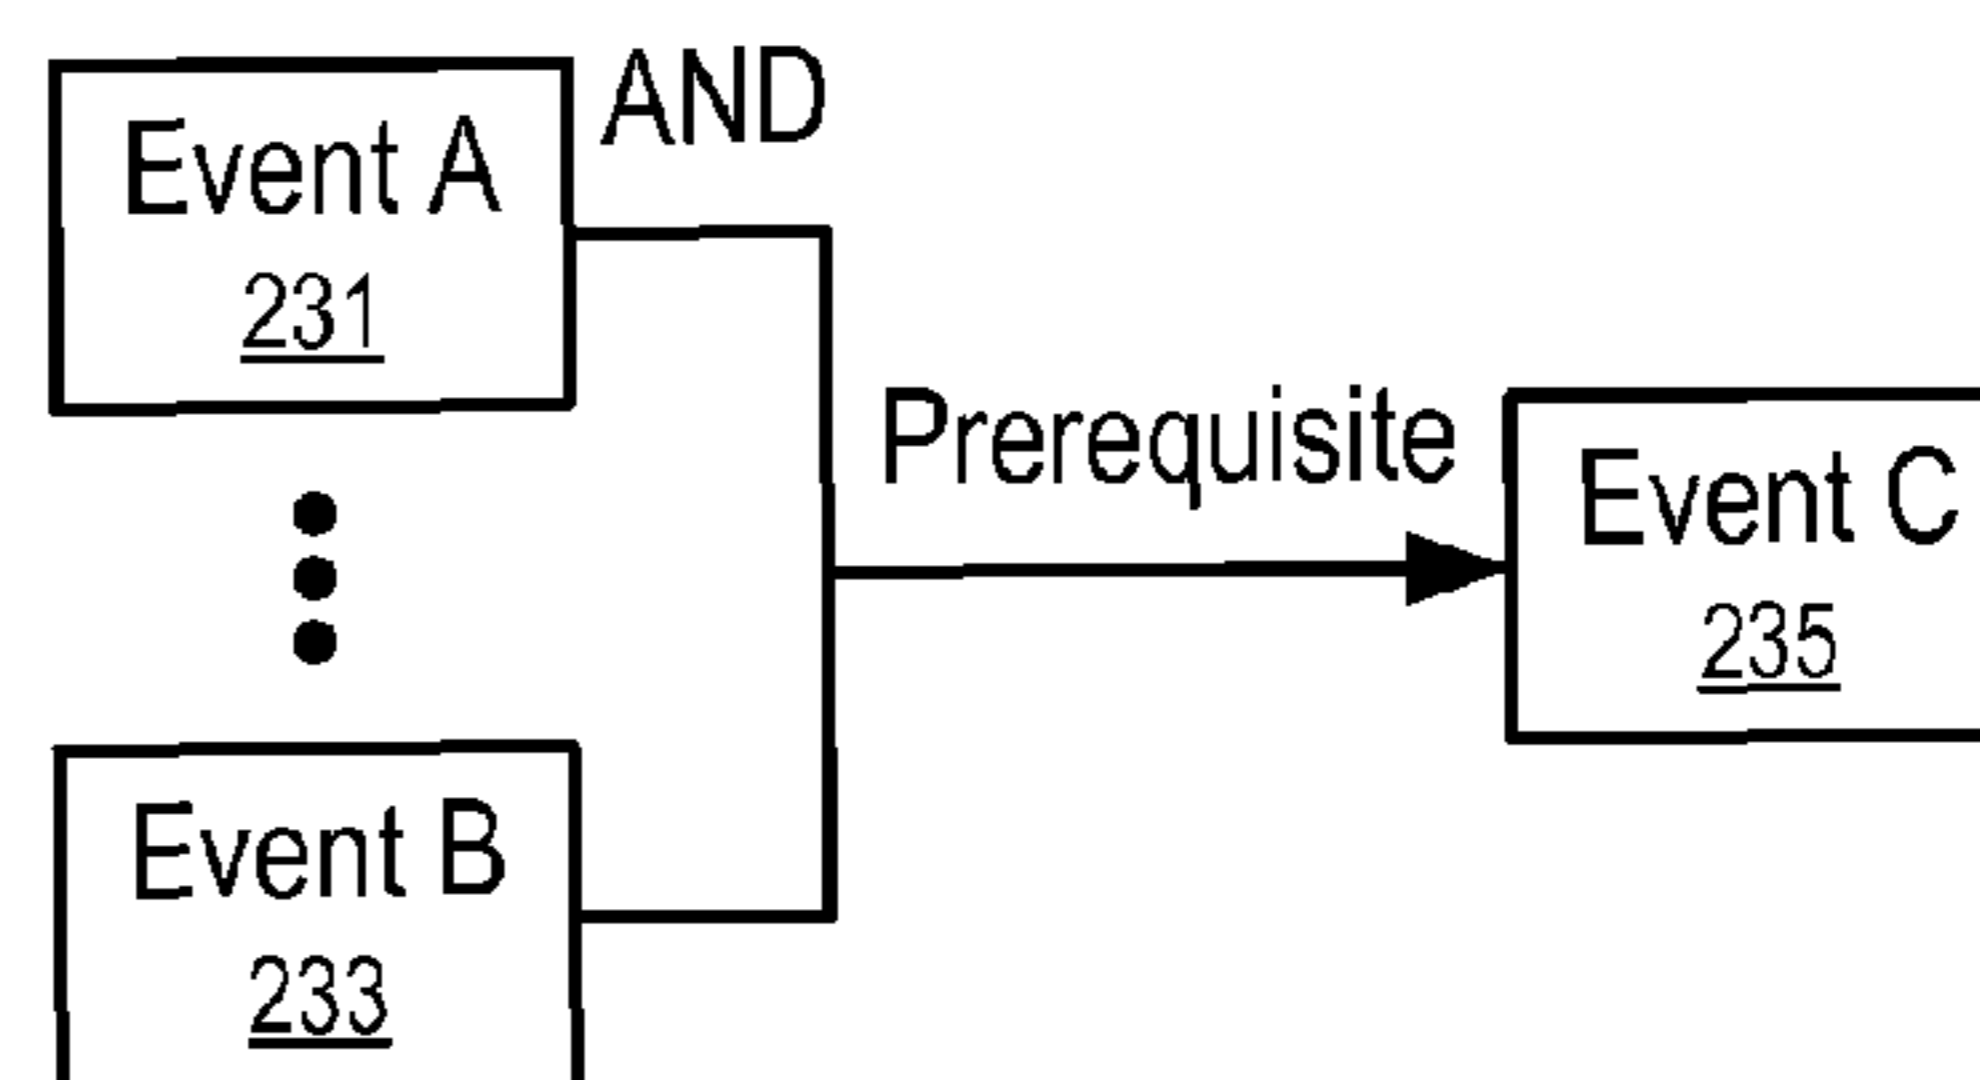 AND
Event A
231
Prerequisite
Event C
235
Event B
233